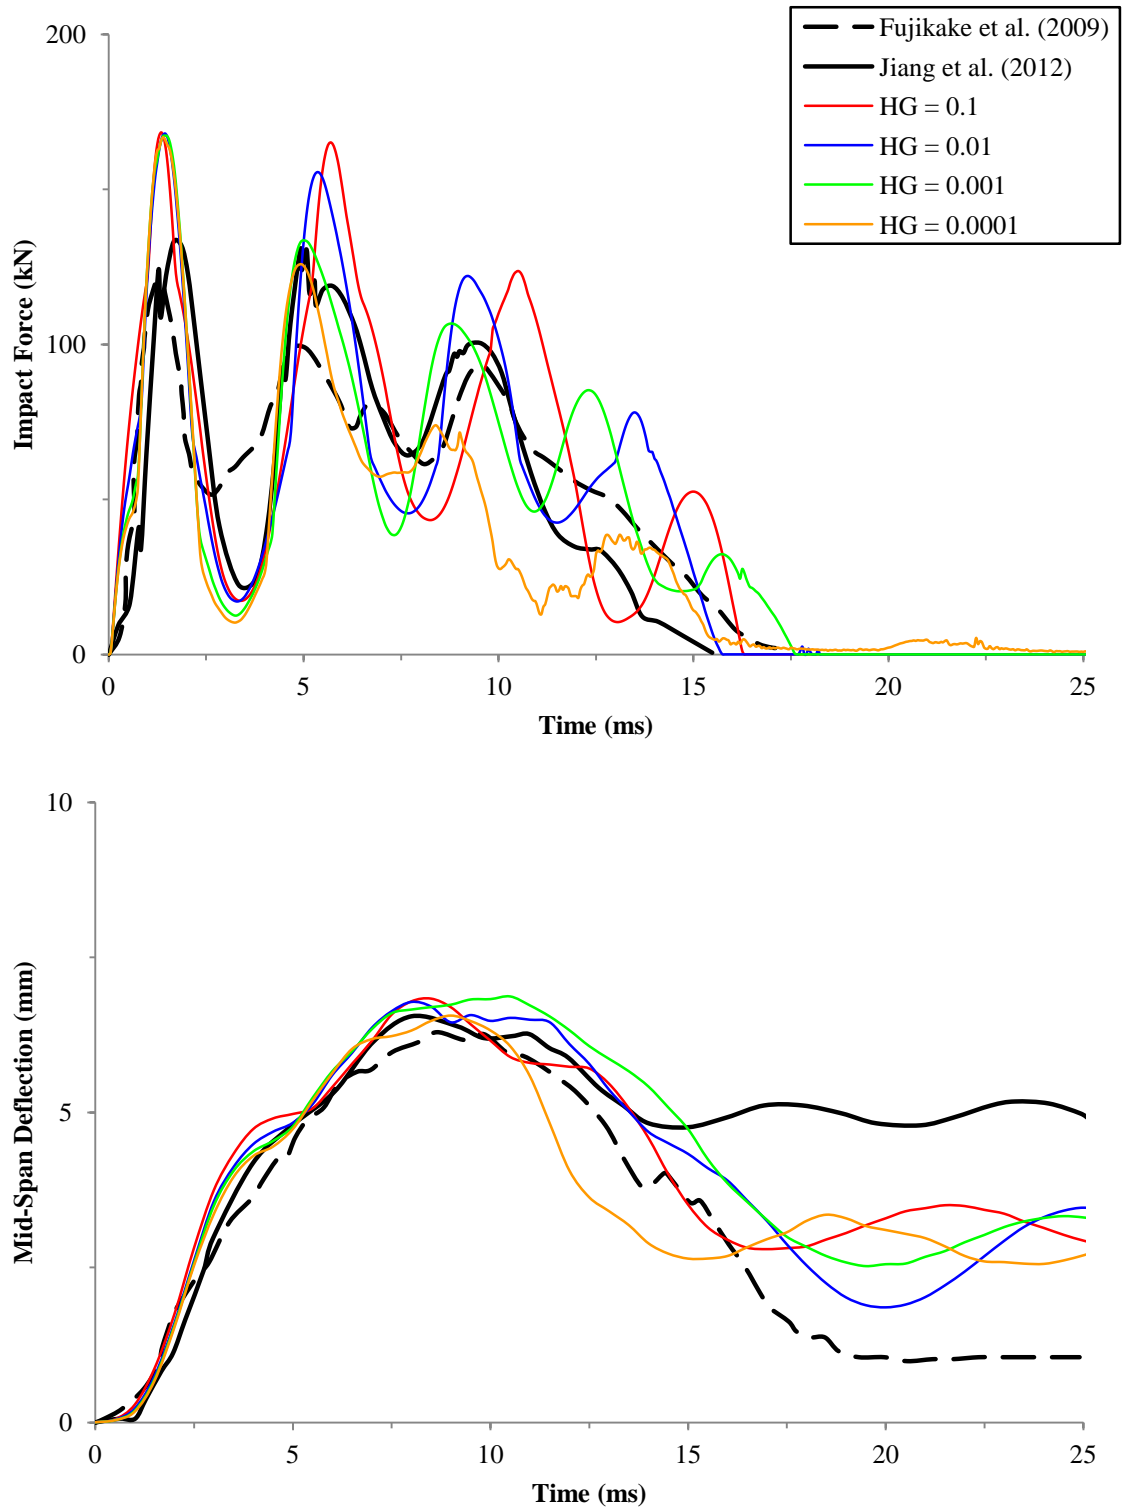 200
100
0
Impact Force (kN)
0 5 10 15 20 25
Time (ms)
Fujikake et al. (2009)
Jiang et al. (2012)
HG = 0.1
HG = 0.01
HG = 0.001
HG = 0.0001
10
5
0
Mid-Span Deflection (mm)
0 5 10 15 20 25
Time (ms)